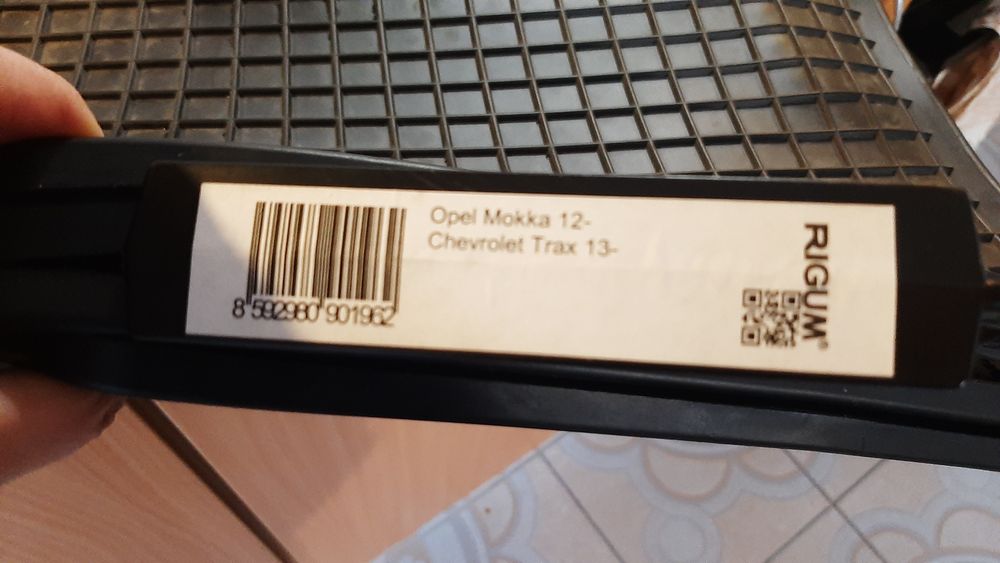 Opel Mokka 12-
Chevrolet Trax 13-
8 592980 901962
RIGUM®